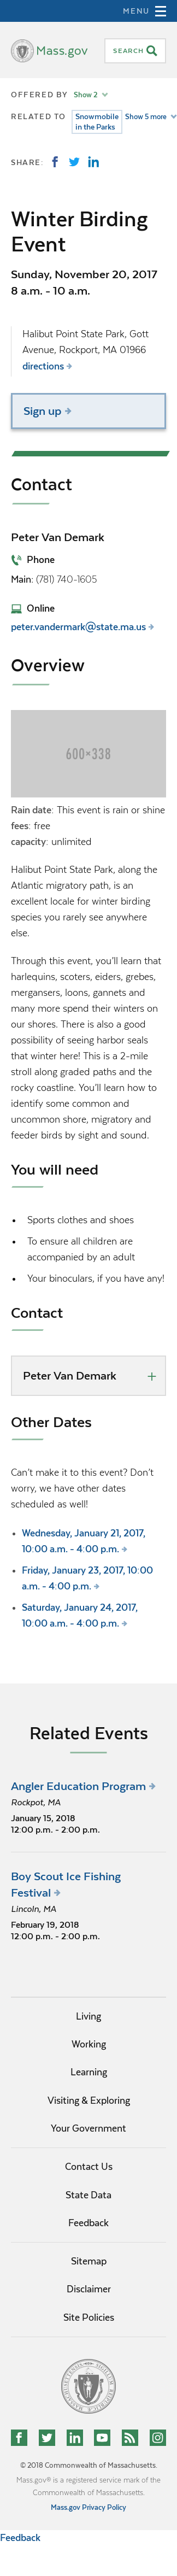 MENU
Mass.gov
SEARCH
OFFERED BY Show 2
RELATED TO Snowmobile Show 5 more
in the Parks
SHARE:
Winter Birding
Event
Sunday, November 20, 2017
8 a.m. - 10 a.m.
Halibut Point State Park, Gott
Avenue, Rockport, MA 01966
directions
Sign up
Contact
Peter Van Demark
Phone
Main: (781) 740-1605
Online
peter.vandermark@state.ma.us
Overview
600×338
Rain date: This event is rain or shine
fees: free
capacity: unlimited
Halibut Point State Park, along the
Atlantic migratory path, is an
excellent locale for winter birding
species you rarely see anywhere
else.
Through this event, you'll learn that
harlequins, scoters, eiders, grebes,
mergansers, loons, gannets and
many more spend their winters on
our shores. There is also a good
possibility of seeing harbor seals
that winter here! This is a 2-mile
stroll along gated paths and the
rocky coastline. You'll learn how to
identify some common and
uncommon shore, migratory and
feeder birds by sight and sound.
You will need
Sports clothes and shoes
To ensure all children are
accompanied by an adult
Your binoculars, if you have any!
Contact
Peter Van Demark +
Other Dates
Can't make it to this event? Don't
worry, we have other dates
scheduled as well!
Wednesday, January 21, 2017,
10:00 a.m. - 4:00 p.m.
Friday, January 23, 2017, 10:00
a.m. - 4:00 p.m.
Saturday, January 24, 2017,
10:00 a.m. - 4:00 p.m.
Related Events
Angler Education Program
Rockpot, MA
January 15, 2018
12:00 p.m. - 2:00 p.m.
Boy Scout Ice Fishing
Festival
Lincoln, MA
February 19, 2018
12:00 p.m. - 2:00 p.m.
Living
Working
Learning
Visiting & Exploring
Your Government
Contact Us
State Data
Feedback
Sitemap
Disclaimer
Site Policies
© 2018 Commonwealth of Massachusetts.
Mass.gov® is a registered service mark of the
Commonwealth of Massachusetts.
Mass.gov Privacy Policy
Feedback